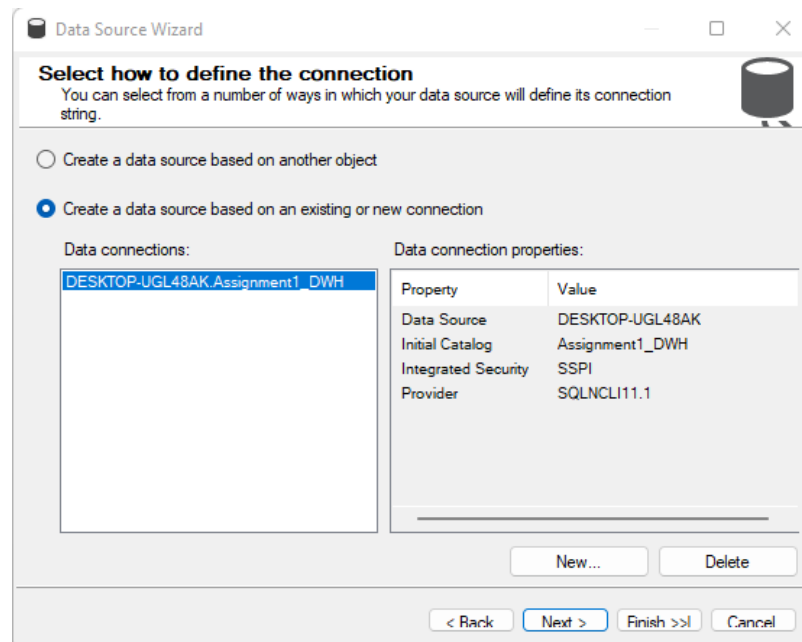 Data Source Wizard
Select how to define the connection
You can select from a number of ways in which your data source will define its connection
string.
Create a data source based on another object
Create a data source based on an existing or new connection
Data connections:
DESKTOP-UGL48AK.Assignment1_DWH
Data connection properties:
Property Value
Data Source DESKTOP-UGL48AK
Initial Catalog Assignment1_DWH
Integrated Security SSPI
Provider SQLNCLI11.1
New... Delete
< Back Next > Finish >>| Cancel